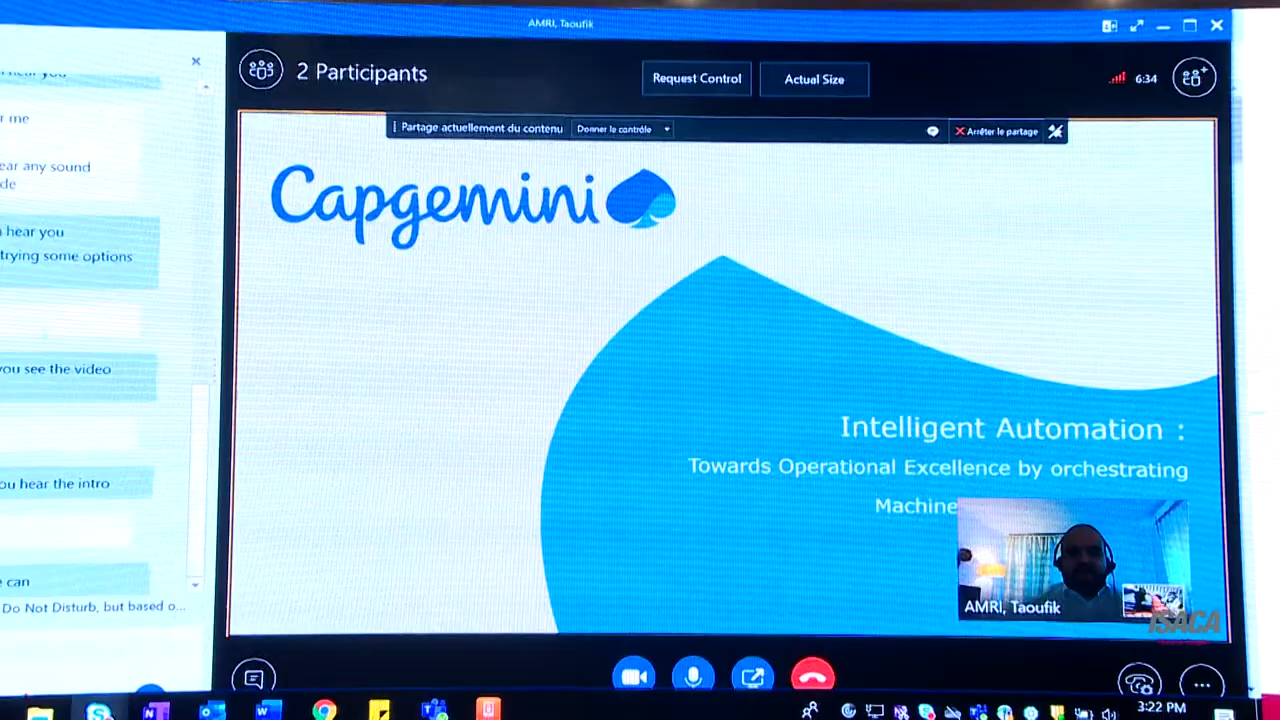 AMRI, Taoufik
2 Participants
Request Control
Actual Size
6:34
r me
ear any sound
de
hear you
trying some options
ou see the video
ou hear the intro
can
Do Not Disturb, but based o...
Partage actuellement du contenu
Donner le contrôle
Arrêter le partage
Capgemini
Intelligent Automation :
Towards Operational Excellence by orchestrating
Machine
AMRI, Taoufik
ISACA
3:22 PM